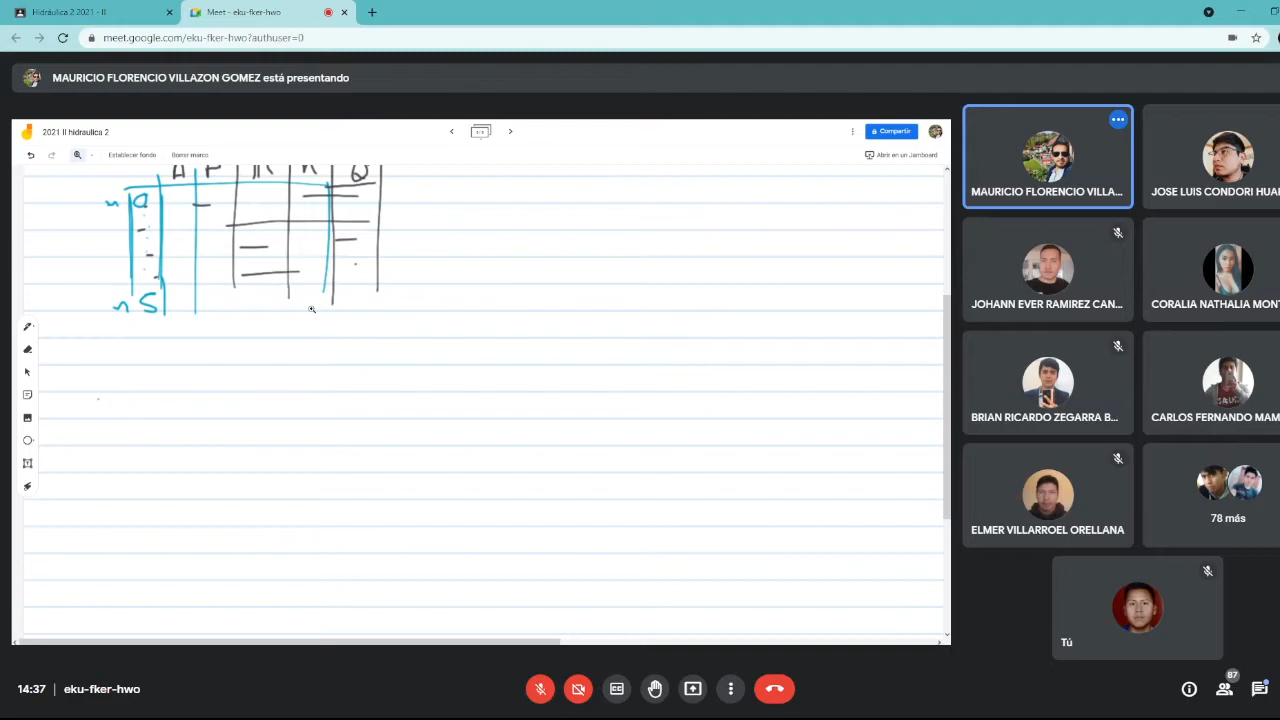 Hidráulica 2 2021 - II
Meet - eku-fker-hwo
meet.google.com/eku-fker-hwo?authuser=0
MAURICIO FLORENCIO VILLAZON GOMEZ está presentando
2021 II hidraulica 2
1/1
Compartir
Establecer fondo
Borrar marco
Abrir en un Jamboard
A P R n Q
n a
n S
MAURICIO FLORENCIO VILLA...
JOSE LUIS CONDORI HUA
JOHANN EVER RAMIREZ CAN...
CORALIA NATHALIA MONT
BRIAN RICARDO ZEGARRA B...
CARLOS FERNANDO MAM
ELMER VILLARROEL ORELLANA
78 más
Tú
14:37
eku-fker-hwo
87